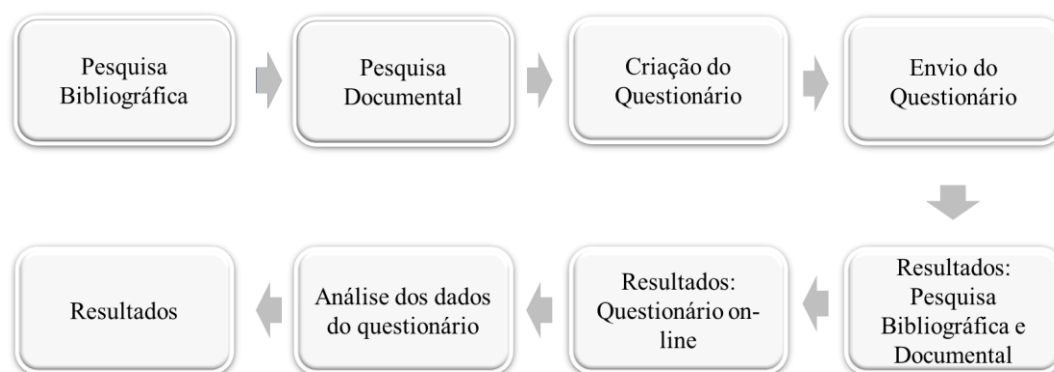 Pesquisa
Bibliográfica
Pesquisa
Documental
Criação do
Questionário
Envio do
Questionário
Resultados:
Pesquisa
Bibliográfica e
Documental
Resultados:
Questionário on-
line
Análise dos dados
do questionário
Resultados